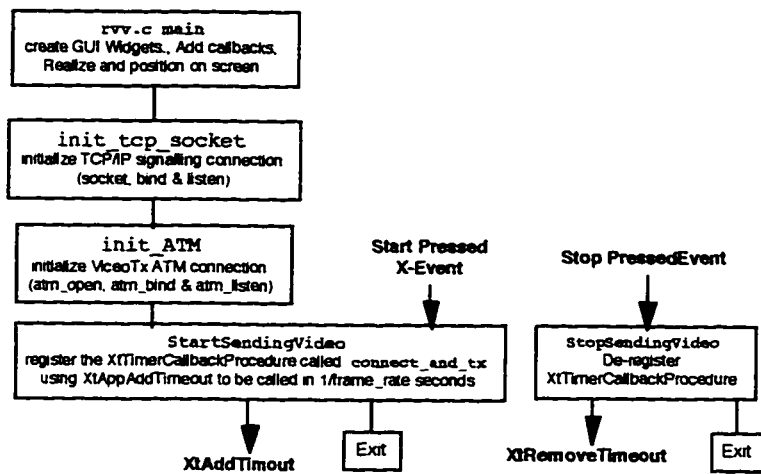 rvv.c main
create GUI Widgets., Add callbacks,
Realize and position on screen
init_tcp_socket
initialize TCP/IP signalling connection
(socket, bind & listen)
init_ATM
initialize ViceoTx ATM connection
(atm_open, atm_bind & atm_listen)
Start Pressed
X-Event
StartSendingVideo
register the XtTimerCallbackProcedure called connect_and_tx
using XtAppAddTimeout to be called in 1/frame_rate seconds
XtAddTimout
Exit
Stop PressedEvent
StopSendingVideo
De-register
XtTimerCallbackProcedure
XtRemoveTimeout
Exit